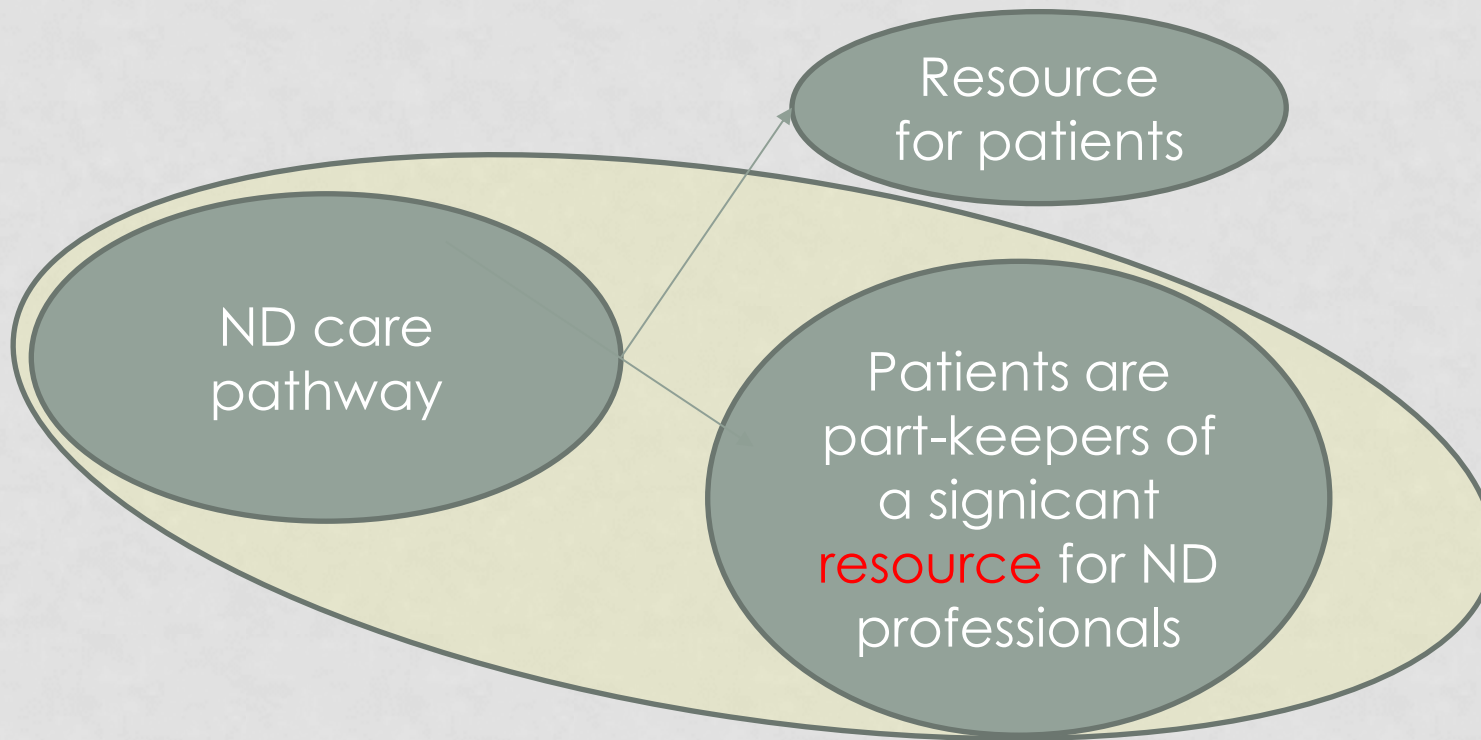 Resource
for patients
ND care
pathway
Patients are
part-keepers of
a signicant
resource for ND
professionals